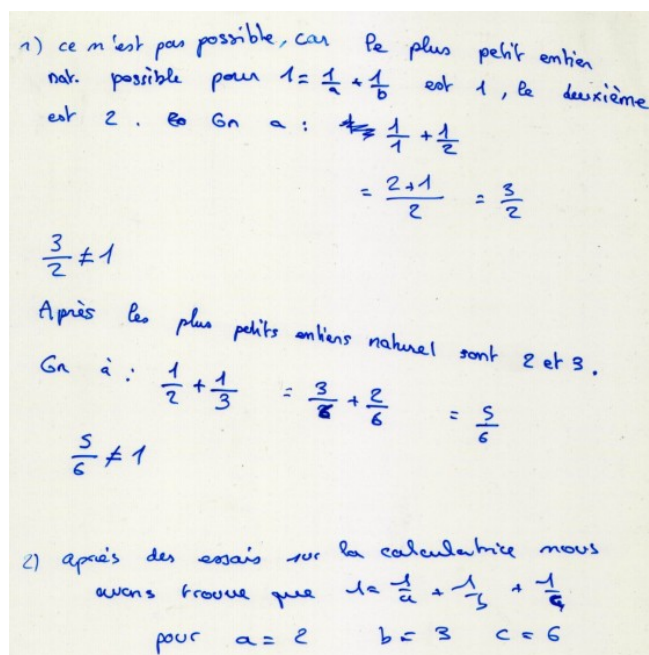 1) ce n'est pas possible, car le plus petit entier
nat. possible pour 1 = 1/a + 1/b est 1, le deuxième
est 2. On a : 1/1 + 1/2
= (2+1)/2 = 3/2
3/2 ≠ 1
Après les plus petits entiens naturel sont 2 et 3.
On à : 1/2 + 1/3 = 3/6 + 2/6 = 5/6
5/6 ≠ 1
2) après des essais sur la calculatrice nous
avons trouve que 1 = 1/a + 1/b + 1/c
pour a = 2 b = 3 c = 6